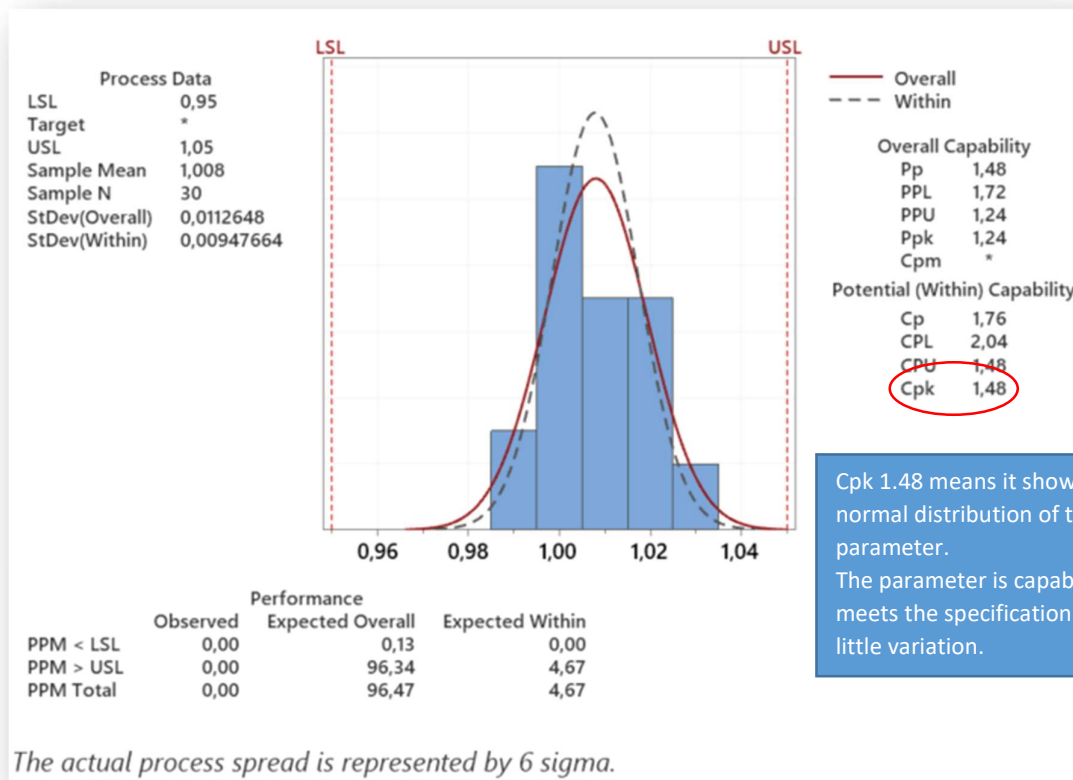 LSL USL
Process Data
LSL 0,95
Target *
USL 1,05
Sample Mean 1,008
Sample N 30
StDev(Overall) 0,0112648
StDev(Within) 0,00947664
Overall
Within
Overall Capability
Pp 1,48
PPL 1,72
PPU 1,24
Ppk 1,24
Cpm *
Potential (Within) Capability
Cp 1,76
CPL 2,04
CPU 1,48
Cpk 1,48
0,96 0,98 1,00 1,02 1,04
Cpk 1.48 means it show
normal distribution of t
parameter.
The parameter is capab
meets the specification
little variation.
Performance
Observed Expected Overall Expected Within
PPM < LSL 0,00 0,13 0,00
PPM > USL 0,00 96,34 4,67
PPM Total 0,00 96,47 4,67
The actual process spread is represented by 6 sigma.